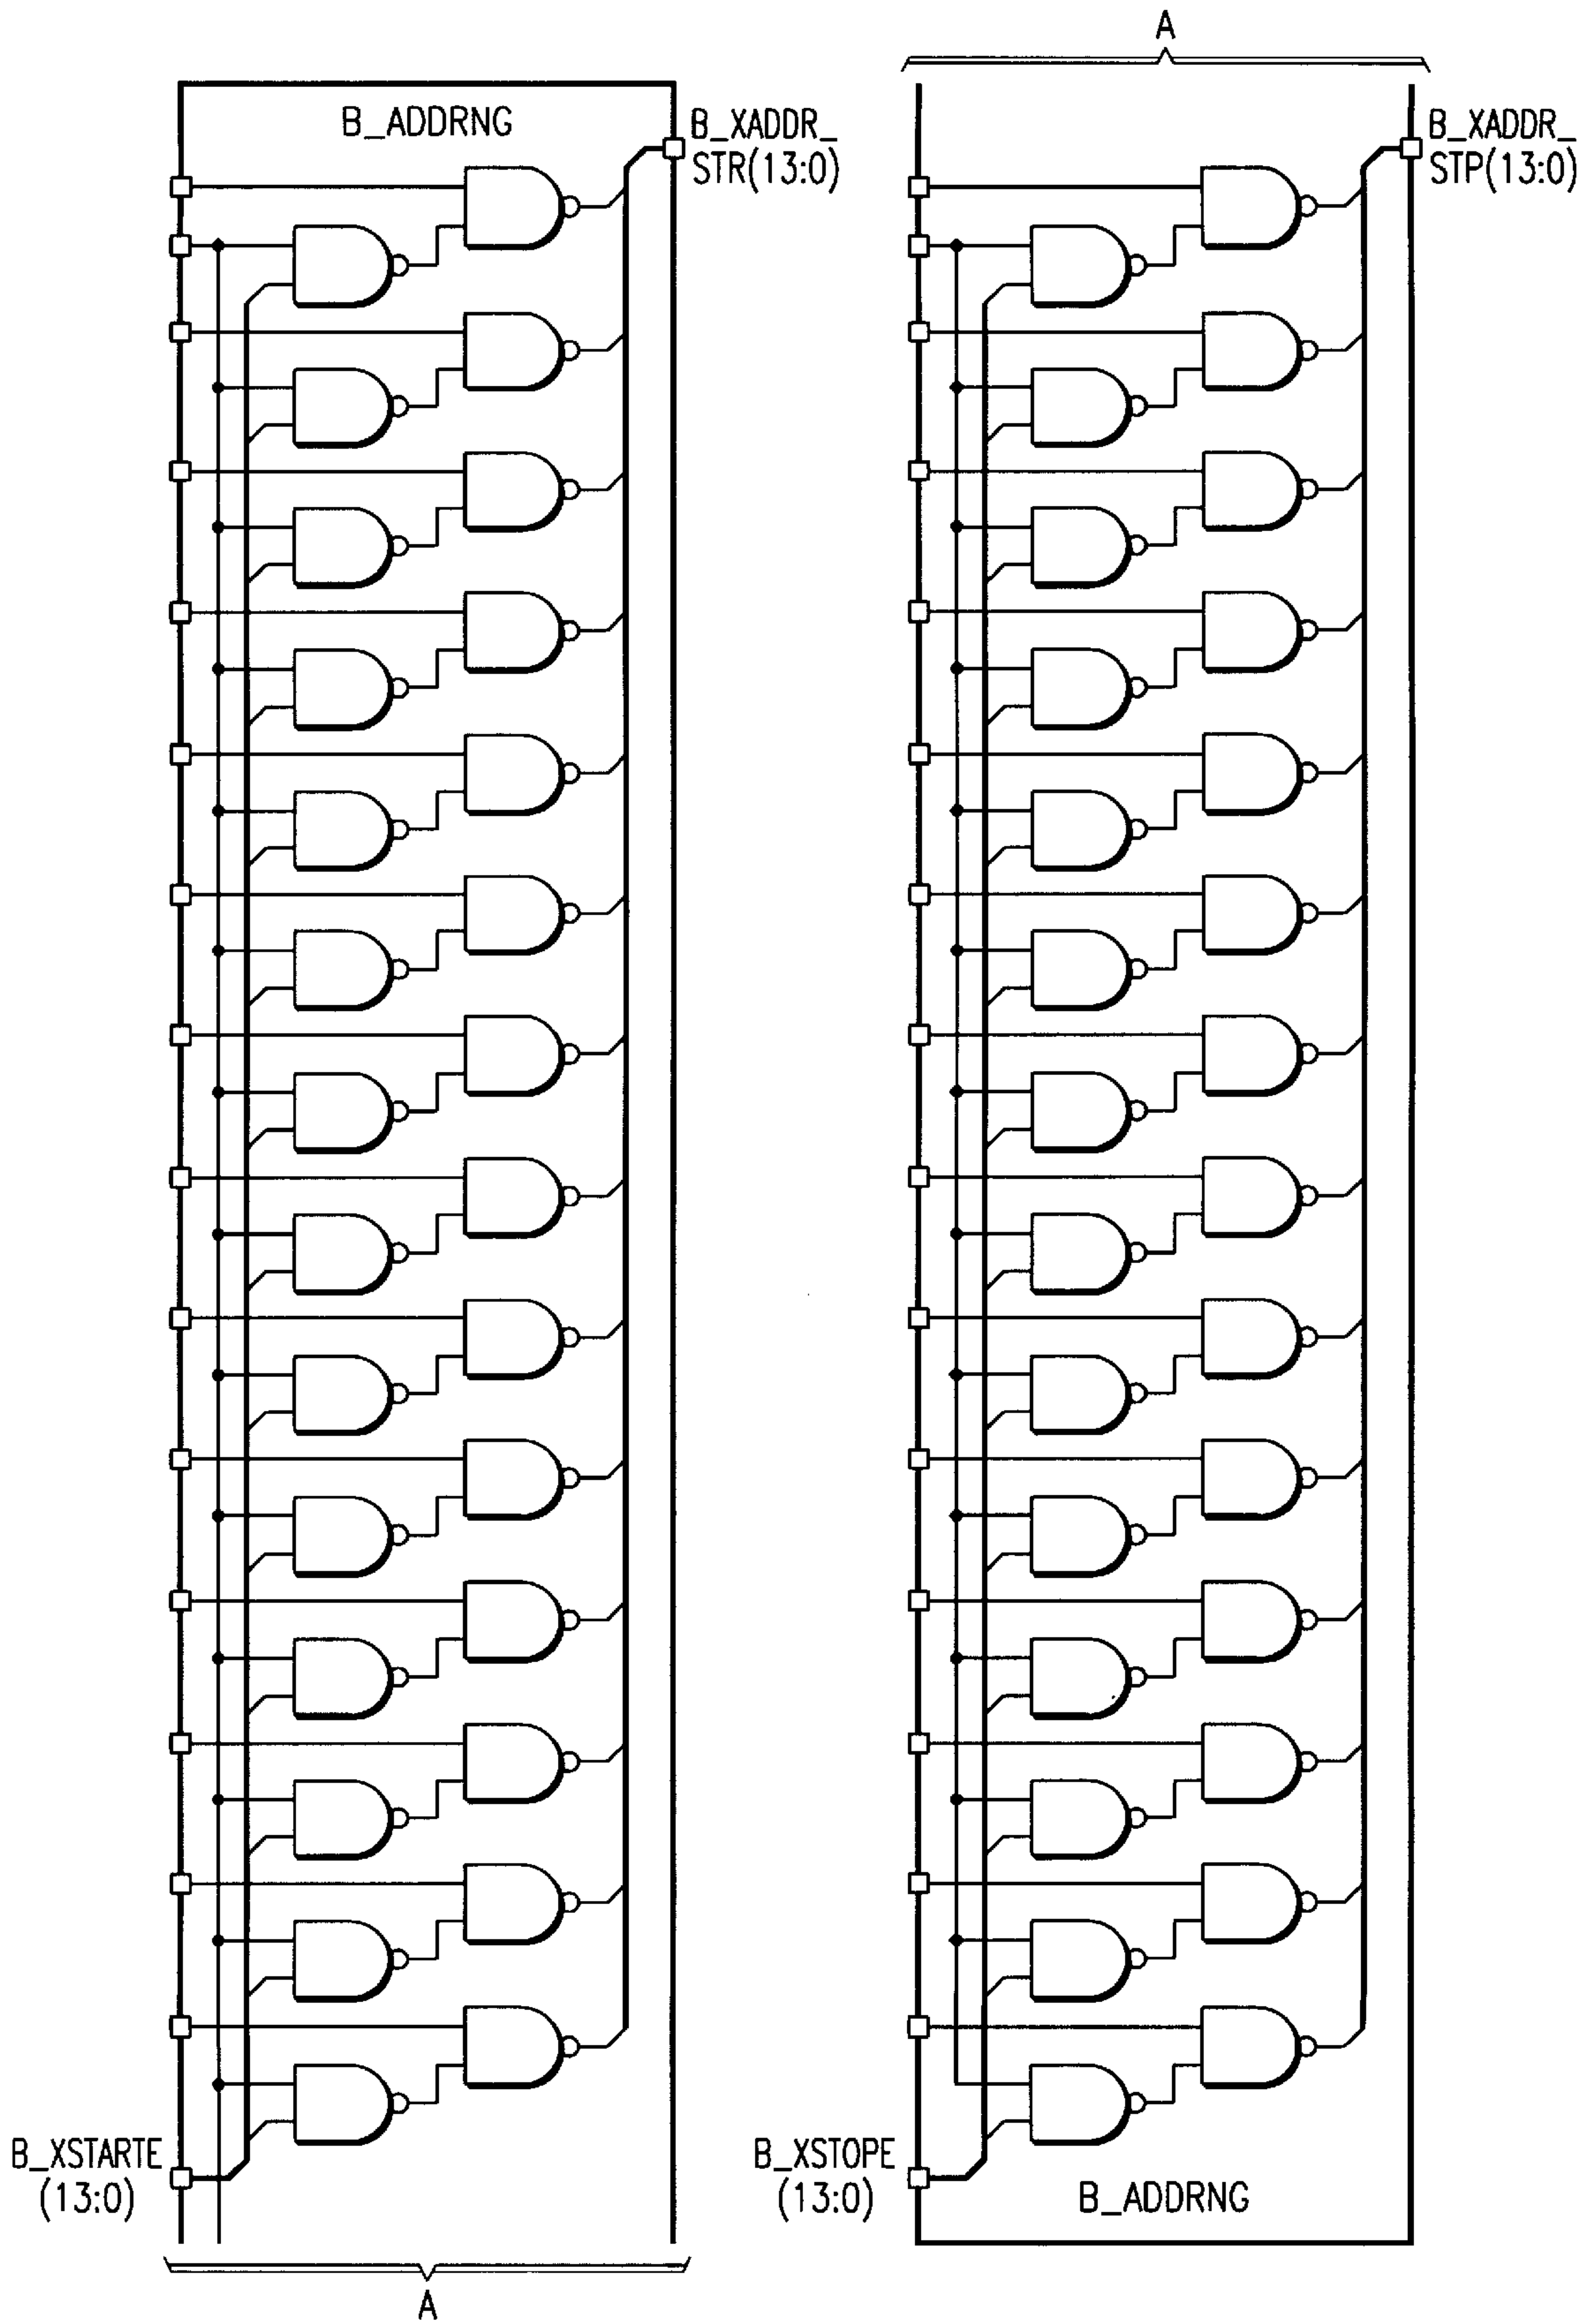 A
B_ADDRNG
B_XADDR_
STR(13:0)
B_XADDR_
STP(13:0)
B_XSTARTE
(13:0)
B_XSTOPE
(13:0)
B_ADDRNG
A